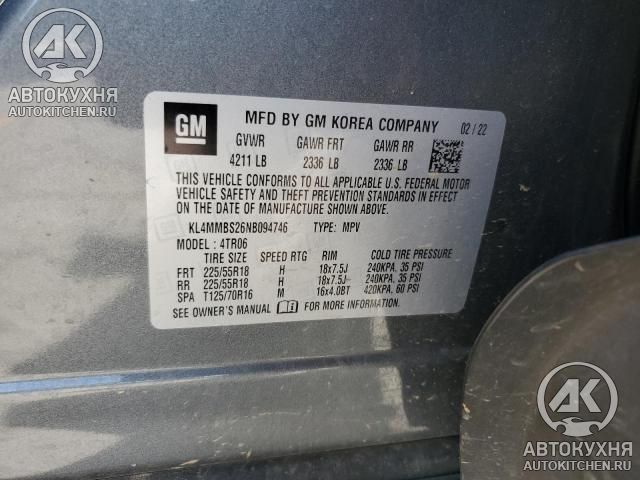 AK
АВТОКУХНЯ
AUTOKITCHEN.RU
GM
MFD BY GM KOREA COMPANY 02 / 22
GVWR GAWR FRT GAWR RR
4211 LB 2336 LB 2336 LB
THIS VEHICLE CONFORMS TO ALL APPLICABLE U.S. FEDERAL MOTOR
VEHICLE SAFETY AND THEFT PREVENTION STANDARDS IN EFFECT
ON THE DATE OF MANUFACTURE SHOWN ABOVE.
KL4MMBS26NB094746 TYPE: MPV
MODEL: 4TR06
TIRE SIZE SPEED RTG RIM COLD TIRE PRESSURE
FRT 225/55R18 H 18x7.5J 240KPA, 35 PSI
RR 225/55R18 H 18x7.5J 240KPA, 35 PSI
SPA T125/70R16 M 16x4.0BT 420KPA, 60 PSI
SEE OWNER'S MANUAL FOR MORE INFORMATION.
AK
АВТОКУХНЯ
AUTOKITCHEN.RU